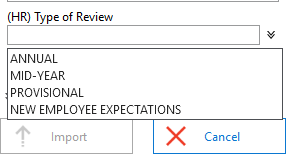 (HR) Type of Review
ANNUAL
MID-YEAR
PROVISIONAL
NEW EMPLOYEE EXPECTATIONS
Import
Cancel